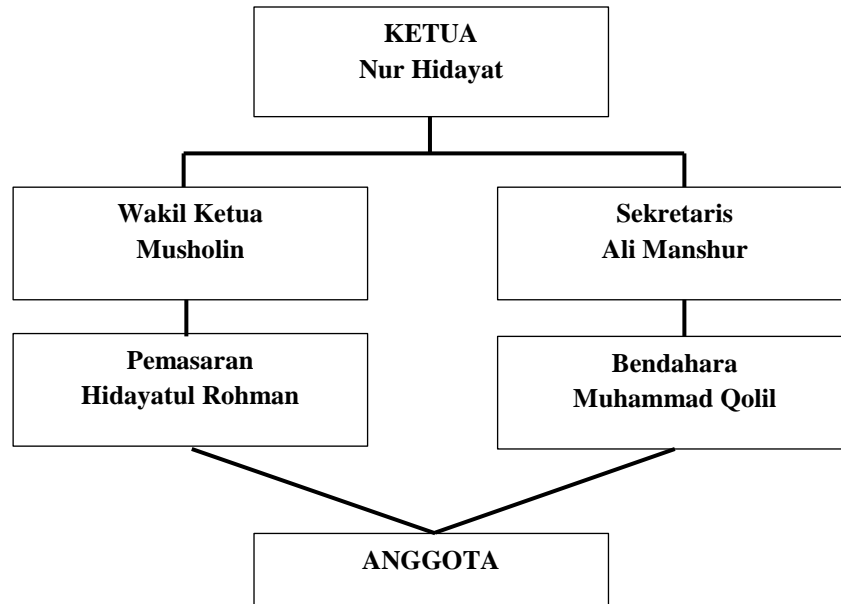 KETUA
Nur Hidayat
Wakil Ketua
Musholin
Sekretaris
Ali Manshur
Pemasaran
Hidayatul Rohman
Bendahara
Muhammad Qolil
ANGGOTA